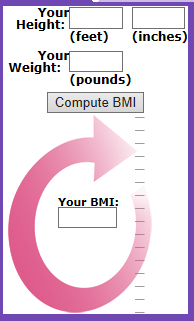 Your
Height:
(feet) (inches)
Your
Weight:
(pounds)
Compute BMI
Your BMI: